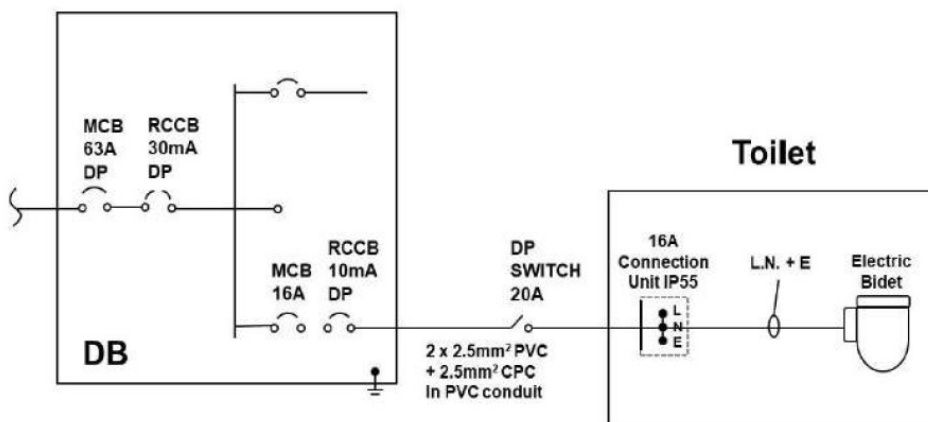 MCB
63A
DP
RCCB
30mA
DP
MCB
16A
RCCB
10mA
DP
DB
DP
SWITCH
20A
2 x 2.5mm² PVC
+ 2.5mm² CPC
In PVC conduit
Toilet
16A
Connection
Unit IP55
L
N
E
L.N. + E
Electric
Bidet